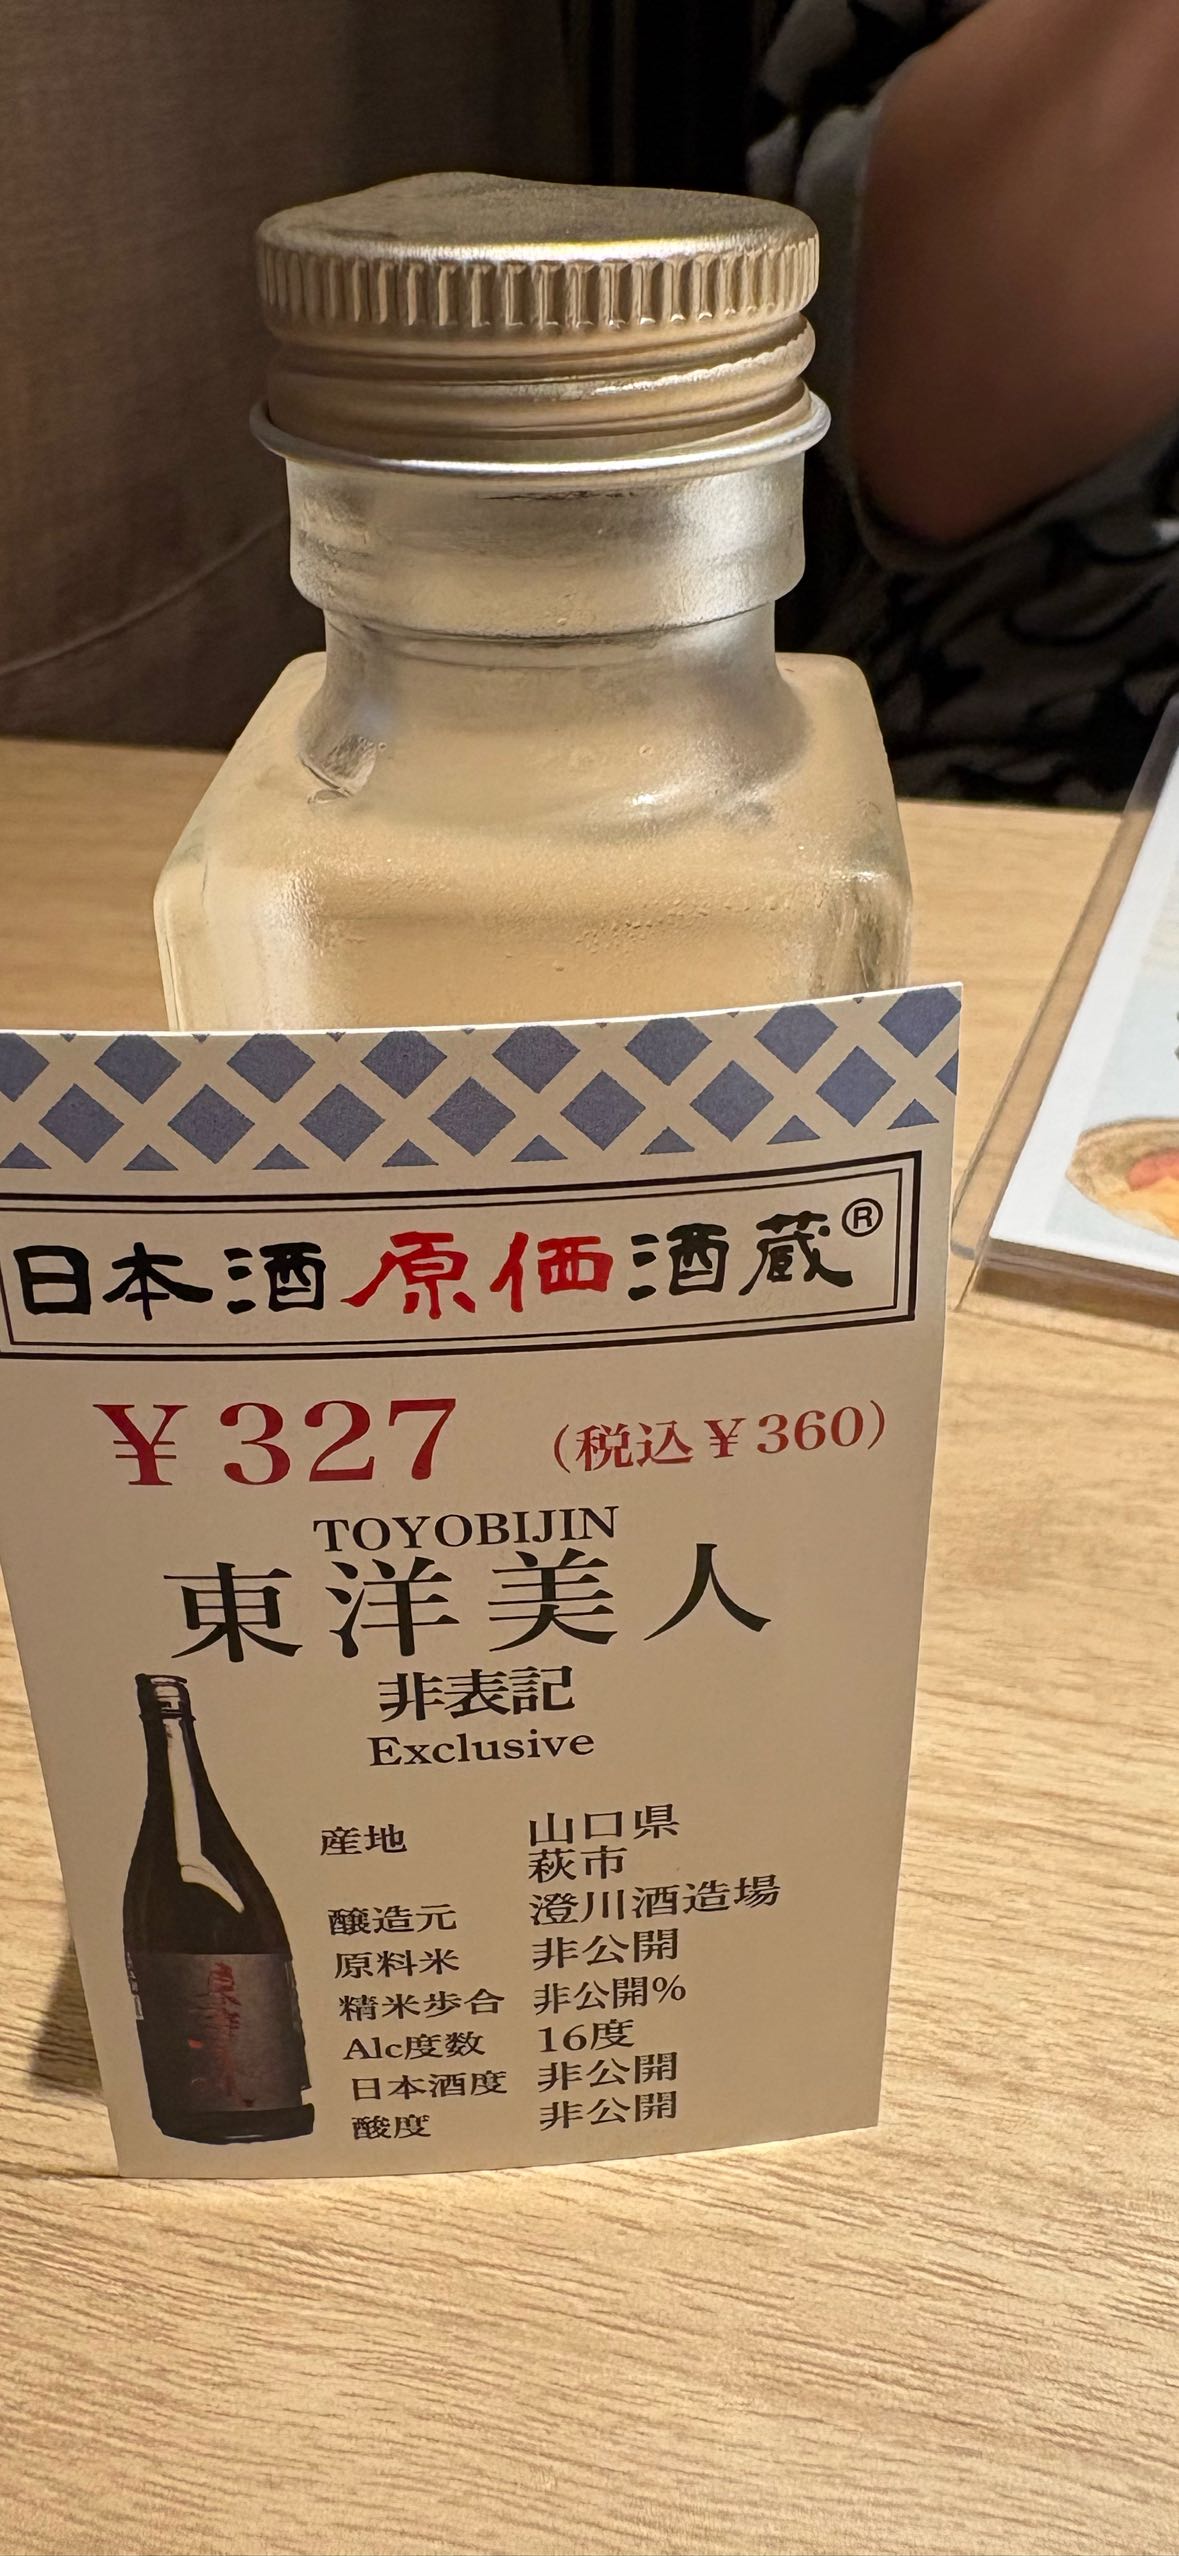 日本酒原価酒蔵®
¥327 (税込¥360)
TOYOBIJIN
東洋美人
非表記
Exclusive
産地 山口県
萩市
醸造元 澄川酒造場
原料米 非公開
精米歩合 非公開%
Alc度数 16度
日本酒度 非公開
酸度 非公開